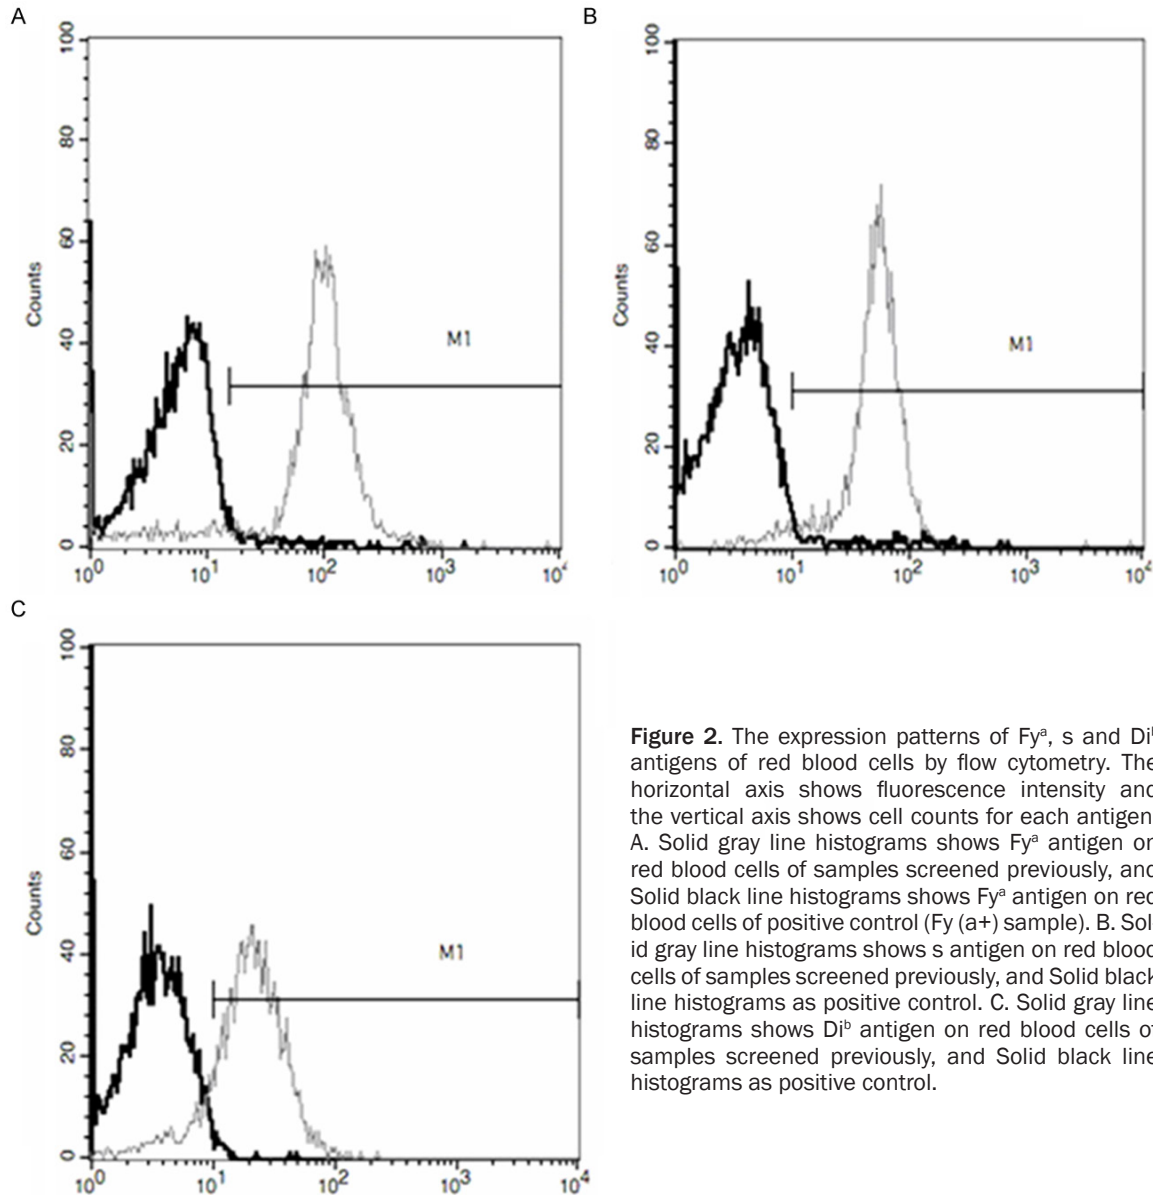 A
100
80
60
40
20
0
Counts
M1
10⁰
10¹
10²
10³
10⁴
B
100
80
60
40
20
0
Counts
M1
10⁰
10¹
10²
10³
10⁴
C
100
80
60
40
20
0
Counts
M1
10⁰
10¹
10²
10³
10⁴
Figure 2. The expression patterns of Fyᵃ, s and Diᵇ
antigens of red blood cells by flow cytometry. The
horizontal axis shows fluorescence intensity and
the vertical axis shows cell counts for each antigen
A. Solid gray line histograms shows Fyᵃ antigen on
red blood cells of samples screened previously, and
Solid black line histograms shows Fyᵃ antigen on red
blood cells of positive control (Fy (a+) sample). B. Sol-
id gray line histograms shows s antigen on red blood
cells of samples screened previously, and Solid black
line histograms as positive control. C. Solid gray line
histograms shows Diᵇ antigen on red blood cells of
samples screened previously, and Solid black line
histograms as positive control.